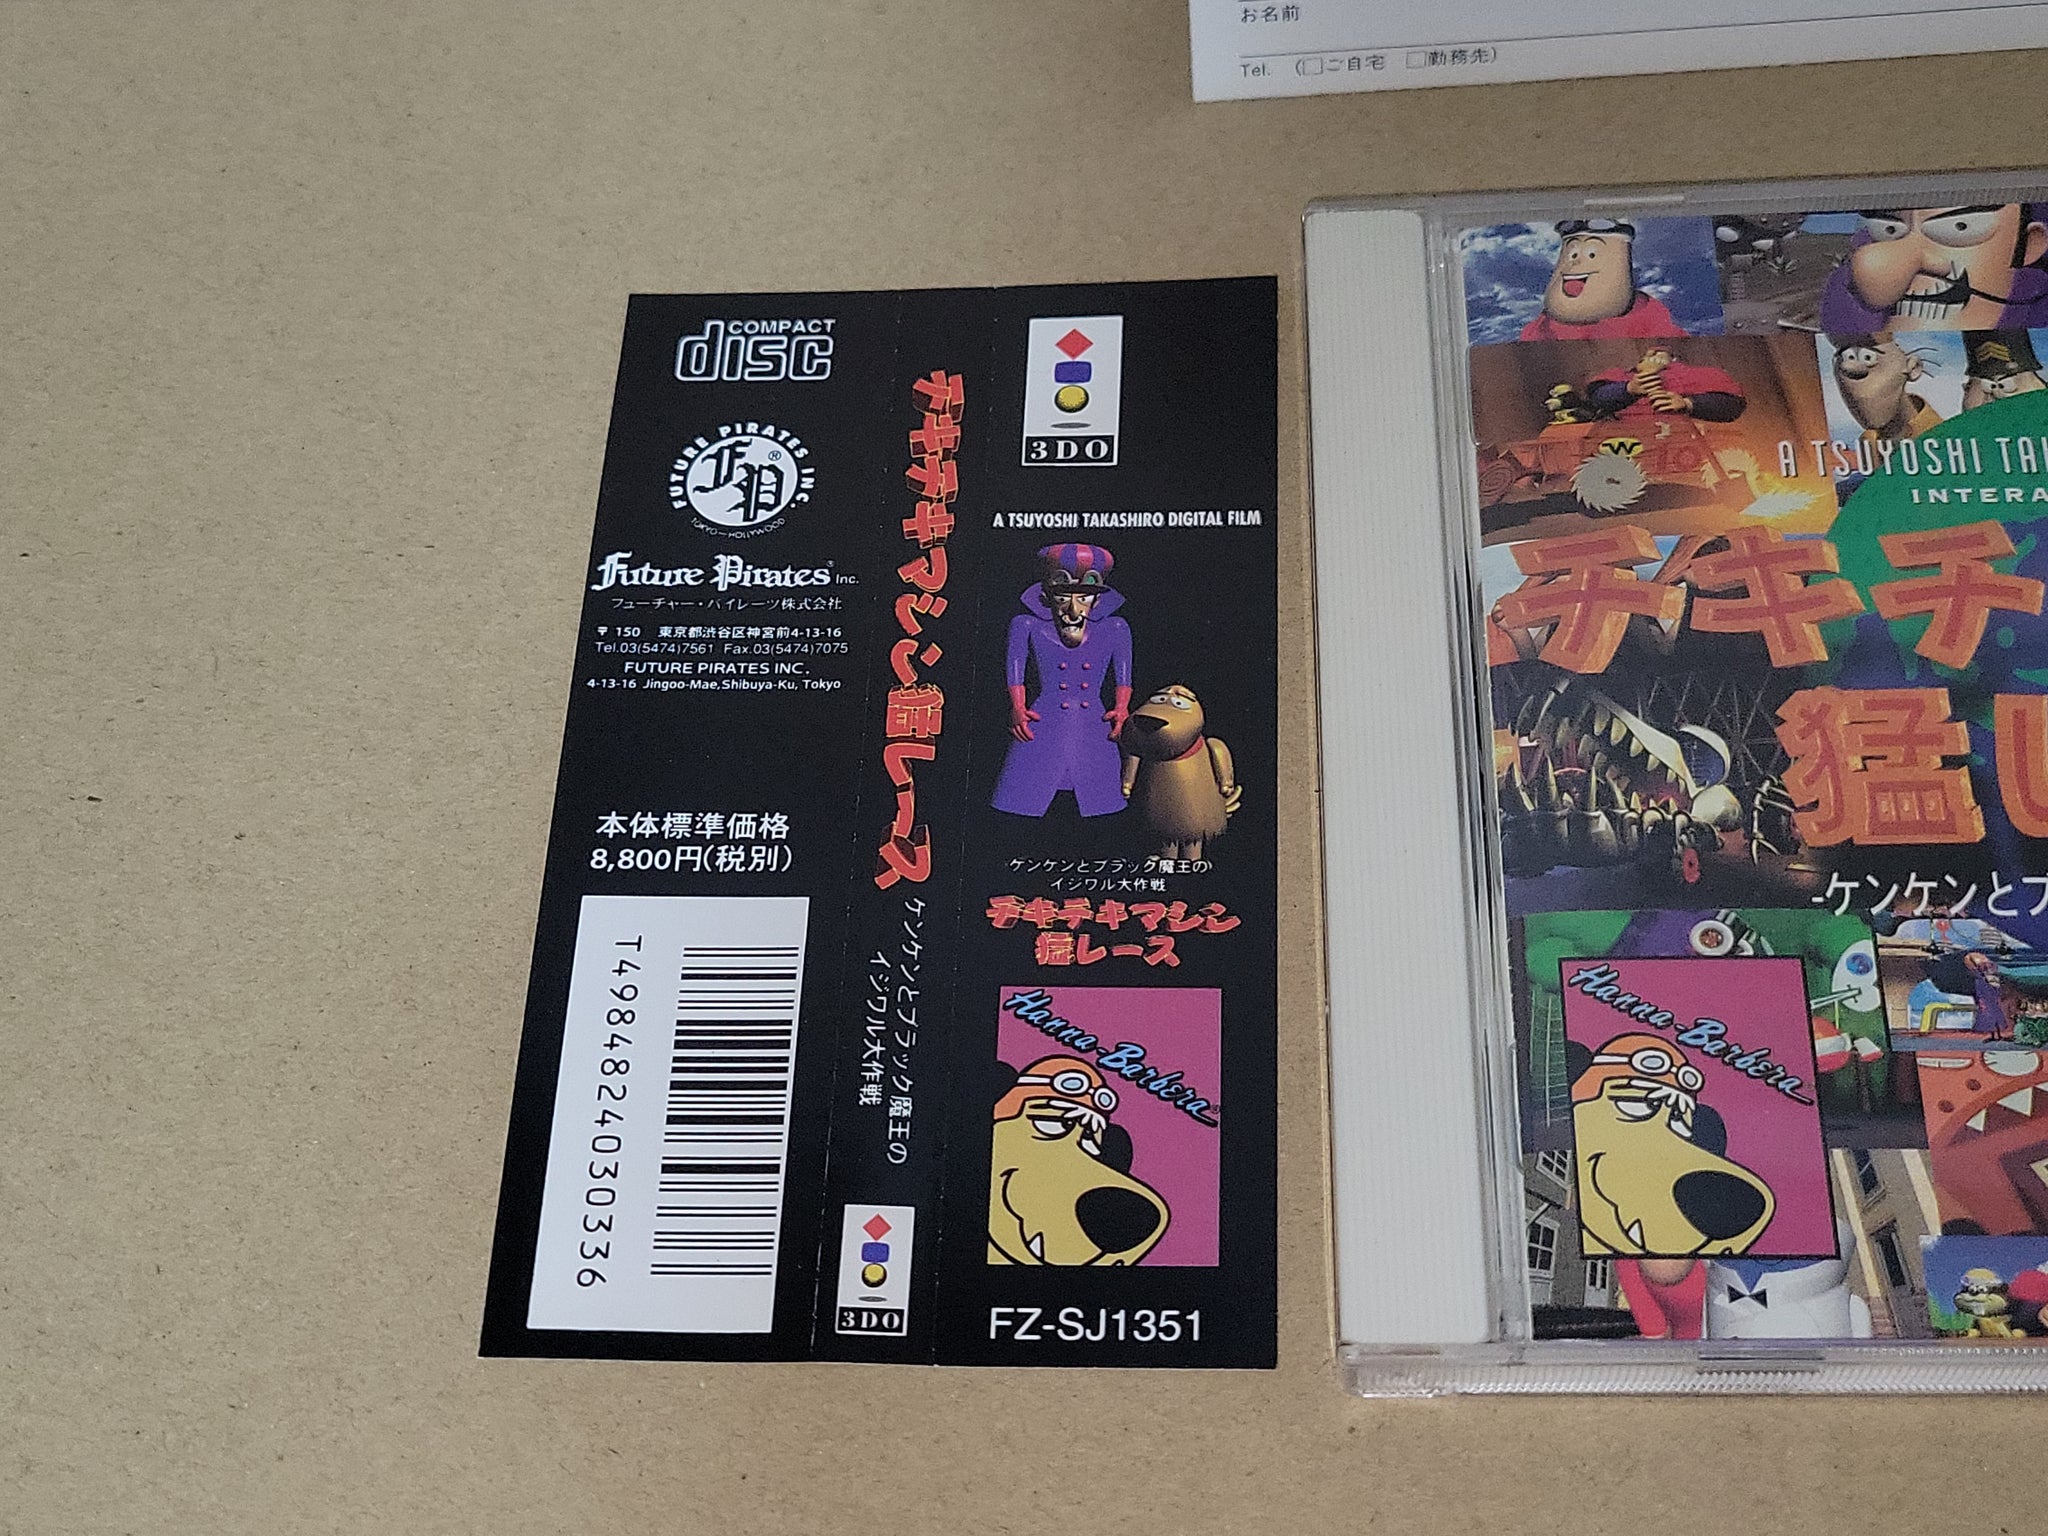 お名前
Tel. (□ご自宅 □勤務先)
COMPACT
disc
FUTURE PIRATES INC.
FP INC ®
TOKYO—HOLLYWOOD
Future Pirates® Inc.
フューチャー・パイレーツ株式会社
〒150 東京都渋谷区神宮前4-13-16
Tel.03(5474)7561 Fax.03(5474)7075
FUTURE PIRATES INC.
4-13-16 Jingoo-Mae,Shibuya-Ku, Tokyo
本体標準価格
8,800円(税別)
T4984824030336
チキチキマシン猛レース
ケンケンとブラック魔王の
イジワル大作戦
3DO
3DO
A TSUYOSHI TAKASHIRO DIGITAL FILM
ケンケンとブラック魔王の
イジワル大作戦
チキチキマシン
猛レース
Hanna-Barbera®
FZ-SJ1351
W
A TSUYOSHI TA
INTERA
チキチ
猛レ
-ケンケンとブ
Hanna-Barbera